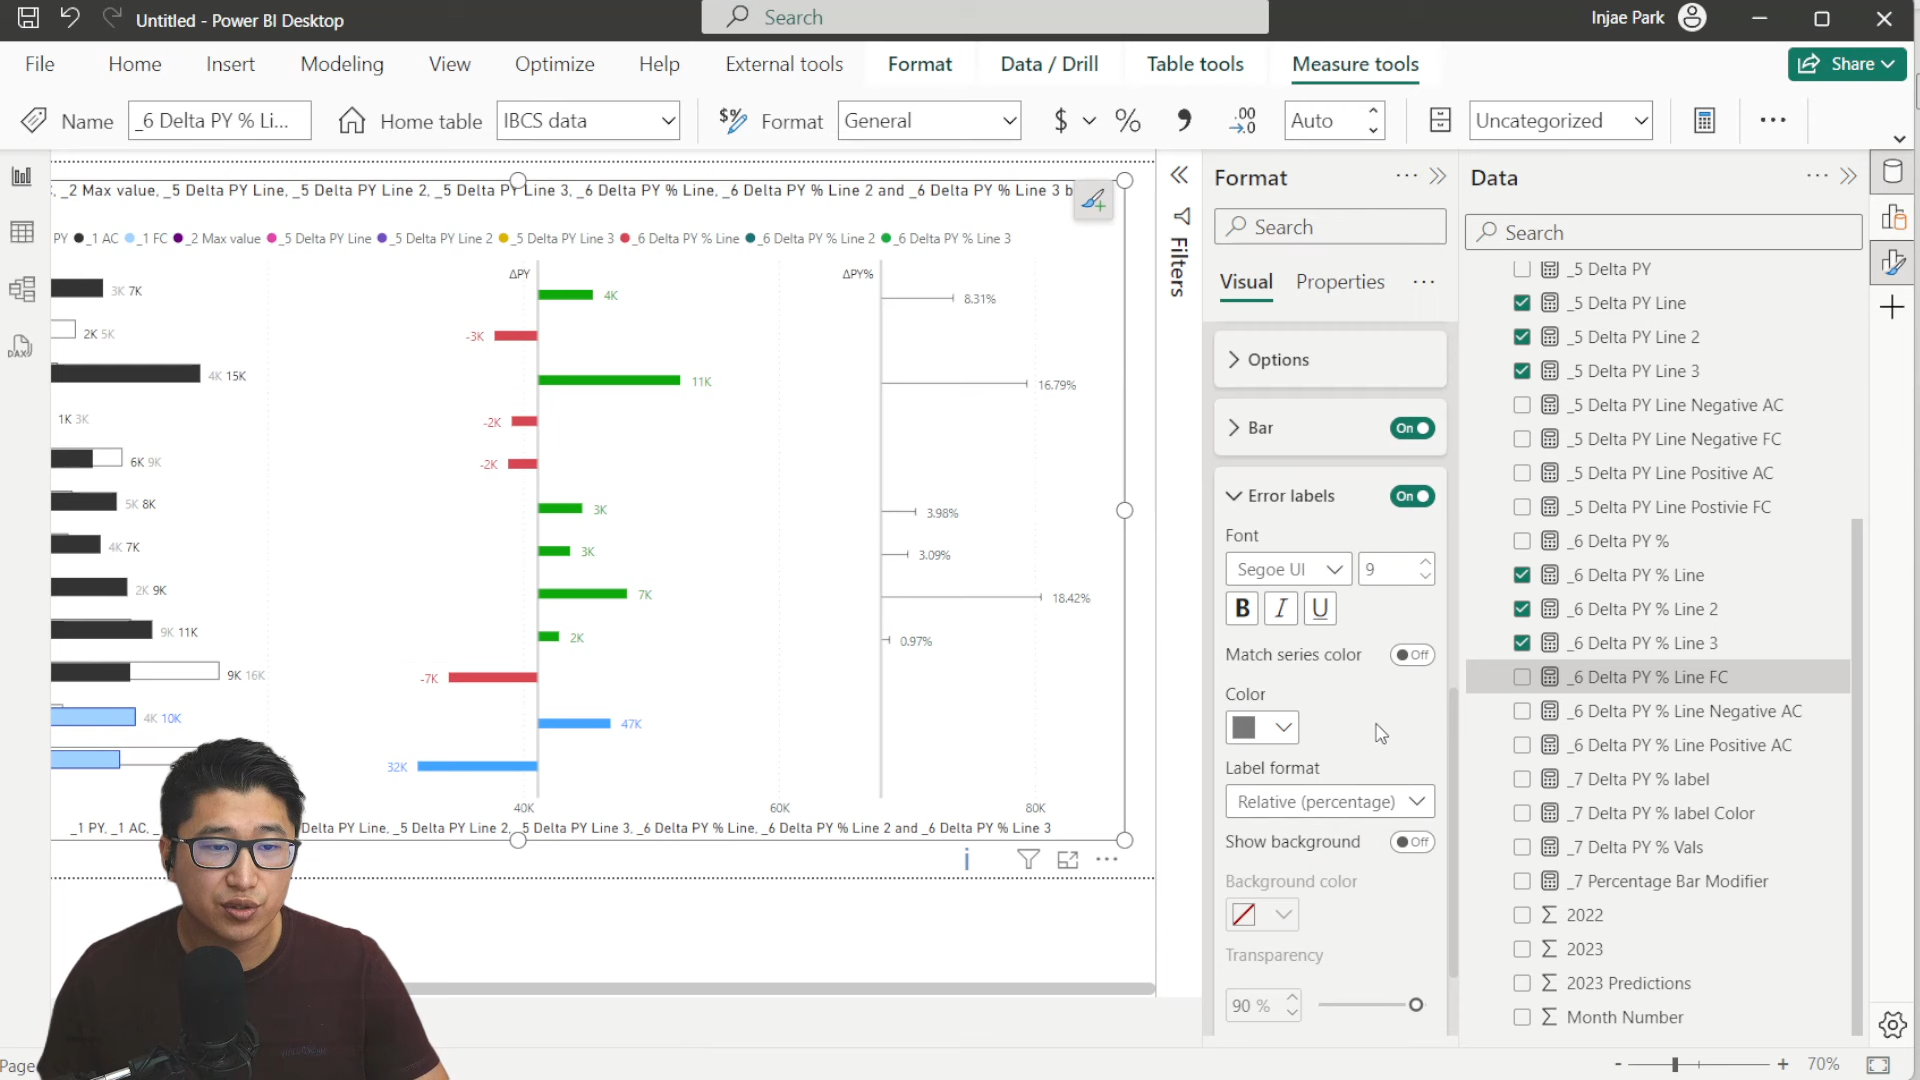 Untitled - Power BI Desktop
Search
Injae Park
File Home Insert Modeling View Optimize Help External tools Format Data / Drill Table tools Measure tools
Share
Name _6 Delta PY % Li... Home table IBCS data Format General $ % Auto Uncategorized
_2 Max value, _5 Delta PY Line, _5 Delta PY Line 2, _5 Delta PY Line 3, _6 Delta PY % Line, _6 Delta PY % Line 2 and _6 Delta PY % Line 3 b
PY _1 AC _1 FC _2 Max value _5 Delta PY Line _5 Delta PY Line 2 _5 Delta PY Line 3 _6 Delta PY % Line _6 Delta PY % Line 2 _6 Delta PY % Line 3
ΔPY ΔPY%
3K 7K 4K 8.31%
2K 5K -3K
4K 15K 11K 16.79%
1K 3K -2K
6K 9K -2K
5K 8K 3K 3.98%
4K 7K 3K 3.09%
2K 9K 7K 18.42%
9K 11K 2K 0.97%
9K 16K -7K
4K 10K 47K
32K
40K 60K 80K
_1 PY, _1 AC, Delta PY Line, _5 Delta PY Line 2, _5 Delta PY Line 3, _6 Delta PY % Line, _6 Delta PY % Line 2 and _6 Delta PY % Line 3
Page
Filters
Format
Search
Visual Properties
Options
Bar On
Error labels On
Font
Segoe UI 9
B I U
Match series color Off
Color
Label format
Relative (percentage)
Show background Off
Background color
Transparency
90 %
Data
Search
_5 Delta PY
_5 Delta PY Line
_5 Delta PY Line 2
_5 Delta PY Line 3
_5 Delta PY Line Negative AC
_5 Delta PY Line Negative FC
_5 Delta PY Line Positive AC
_5 Delta PY Line Postivie FC
_6 Delta PY %
_6 Delta PY % Line
_6 Delta PY % Line 2
_6 Delta PY % Line 3
_6 Delta PY % Line FC
_6 Delta PY % Line Negative AC
_6 Delta PY % Line Positive AC
_7 Delta PY % label
_7 Delta PY % label Color
_7 Delta PY % Vals
_7 Percentage Bar Modifier
2022
2023
2023 Predictions
Month Number
70%